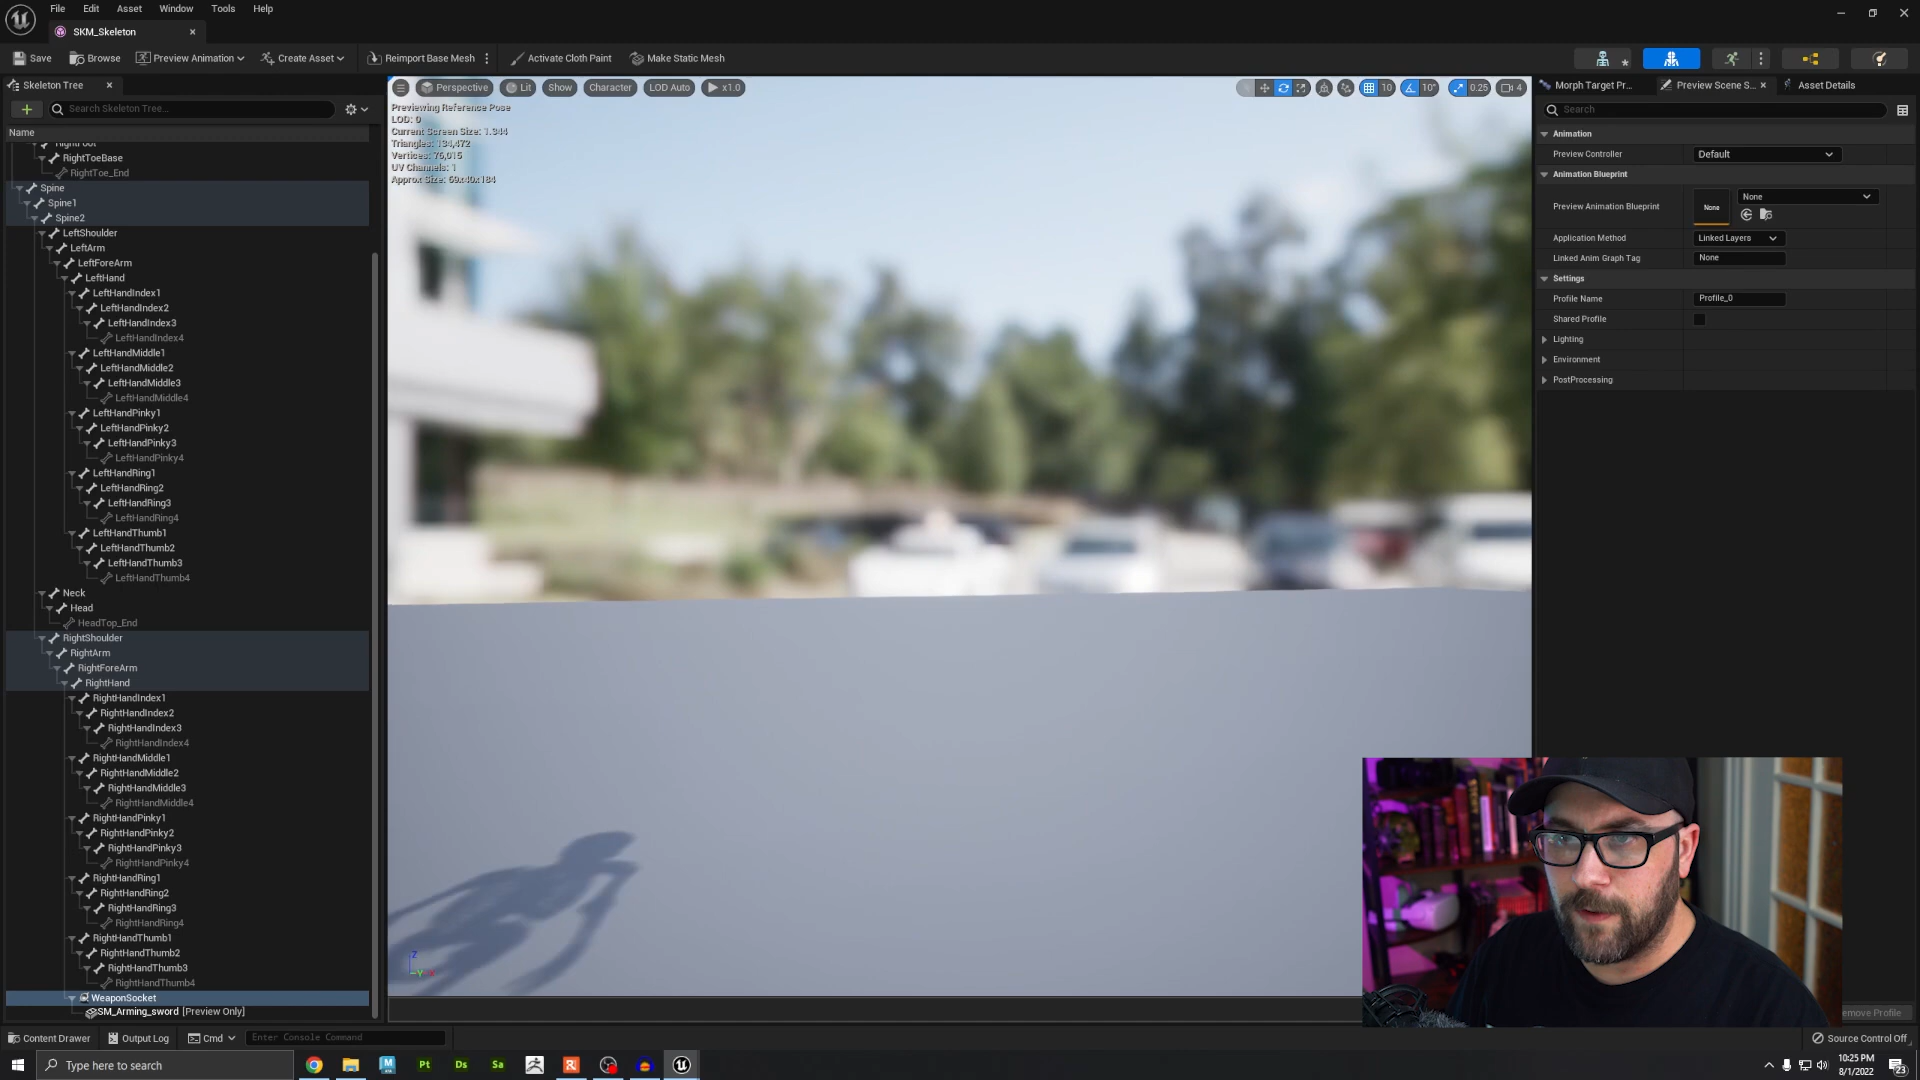 File Edit Asset Window Tools Help
SKM_Skeleton
Save Browse Preview Animation Create Asset Reimport Base Mesh Activate Cloth Paint Make Static Mesh
Skeleton Tree
Search Skeleton Tree...
Name
RightFoot
RightToeBase
RightToe_End
Spine
Spine1
Spine2
LeftShoulder
LeftArm
LeftForeArm
LeftHand
LeftHandIndex1
LeftHandIndex2
LeftHandIndex3
LeftHandIndex4
LeftHandMiddle1
LeftHandMiddle2
LeftHandMiddle3
LeftHandMiddle4
LeftHandPinky1
LeftHandPinky2
LeftHandPinky3
LeftHandPinky4
LeftHandRing1
LeftHandRing2
LeftHandRing3
LeftHandRing4
LeftHandThumb1
LeftHandThumb2
LeftHandThumb3
LeftHandThumb4
Neck
Head
HeadTop_End
RightShoulder
RightArm
RightForeArm
RightHand
RightHandIndex1
RightHandIndex2
RightHandIndex3
RightHandIndex4
RightHandMiddle1
RightHandMiddle2
RightHandMiddle3
RightHandMiddle4
RightHandPinky1
RightHandPinky2
RightHandPinky3
RightHandPinky4
RightHandRing1
RightHandRing2
RightHandRing3
RightHandRing4
RightHandThumb1
RightHandThumb2
RightHandThumb3
RightHandThumb4
WeaponSocket
SM_Arming_sword [Preview Only]
Perspective Lit Show Character LOD Auto x1.0 10 10° 0.25 4
Previewing Reference Pose
LOD: 0
Current Screen Size: 1.344
Triangles: 134,472
Vertices: 76,015
UV Channels: 1
Approx Size: 69x40x184
Z
Y X
Morph Target Pr... Preview Scene S... Asset Details
Search
Animation
Preview Controller Default
Animation Blueprint
Preview Animation Blueprint None None
Application Method Linked Layers
Linked Anim Graph Tag None
Settings
Profile Name Profile_0
Shared Profile
Lighting
Environment
PostProcessing
emove Profile
Content Drawer Output Log Cmd Enter Console Command Source Control Off
Type here to search Pt Ds Sa
10:25 PM
8/1/2022
23